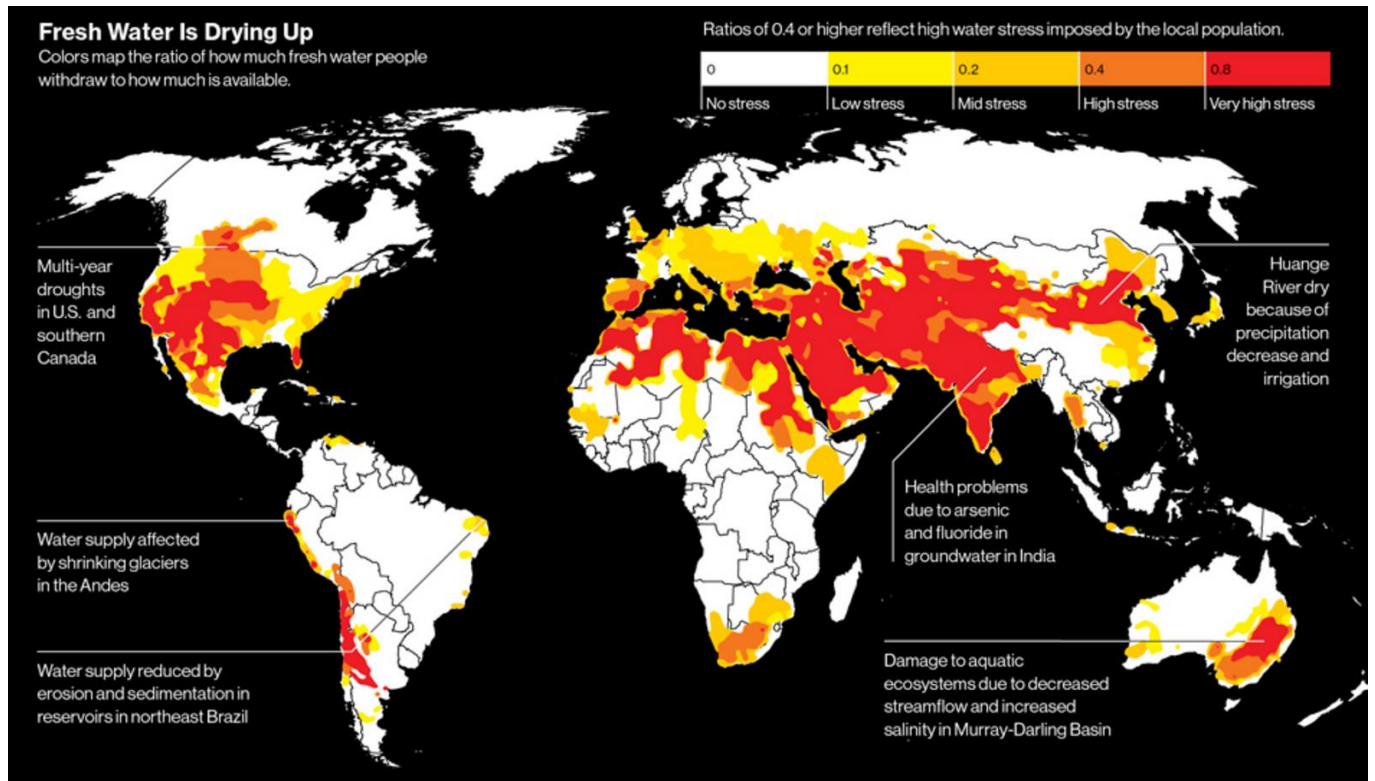 Fresh Water Is Drying Up
Colors map the ratio of how much fresh water people
withdraw to how much is available.
Ratios of 0.4 or higher reflect high water stress imposed by the local population.
0 0.1 0.2 0.4 0.8
No stress Low stress Mid stress High stress Very high stress
Multi-year
droughts
in U.S. and
southern
Canada
Huange
River dry
because of
precipitation
decrease and
irrigation
Water supply affected
by shrinking glaciers
in the Andes
Health problems
due to arsenic
and fluoride in
groundwater in India
Water supply reduced by
erosion and sedimentation in
reservoirs in northeast Brazil
Damage to aquatic
ecosystems due to decreased
streamflow and increased
salinity in Murray-Darling Basin